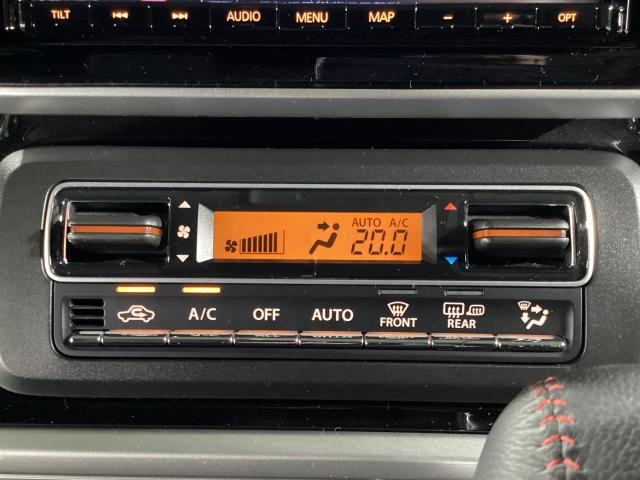 TILT AUDIO MENU MAP − + OPT
AUTO A/C
20.0
A/C OFF AUTO FRONT REAR